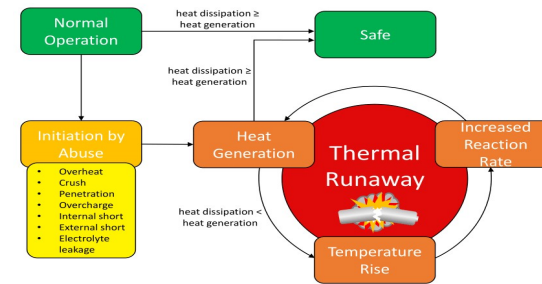 Normal
Operation
heat dissipation ≥
heat generation
Safe
heat dissipation ≥
heat generation
Initiation by
Abuse
• Overheat
• Crush
• Penetration
• Overcharge
• Internal short
• External short
• Electrolyte
leakage
Heat
Generation
Thermal
Runaway
Increased
Reaction
Rate
heat dissipation <
heat generation
Temperature
Rise